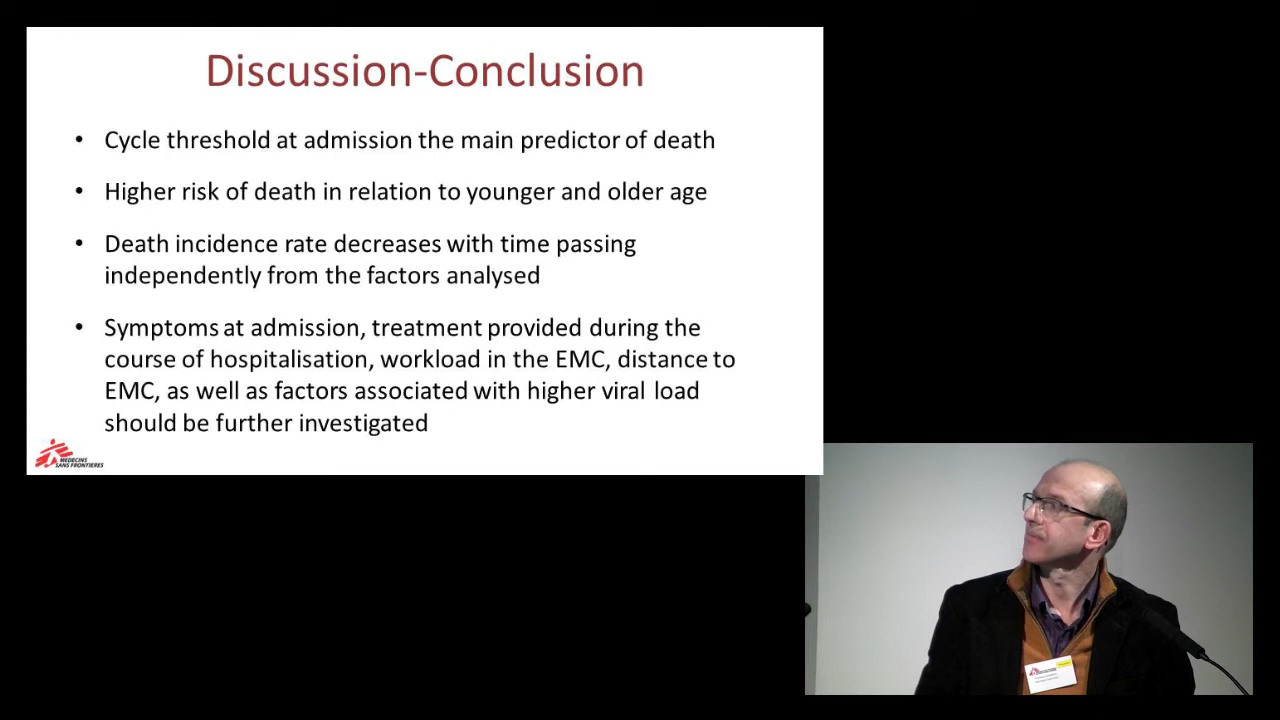 Discussion-Conclusion
• Cycle threshold at admission the main predictor of death
• Higher risk of death in relation to younger and older age
• Death incidence rate decreases with time passing
independently from the factors analysed
• Symptoms at admission, treatment provided during the
course of hospitalisation, workload in the EMC, distance to
EMC, as well as factors associated with higher viral load
should be further investigated
MEDECINS
SANS FRONTIERES